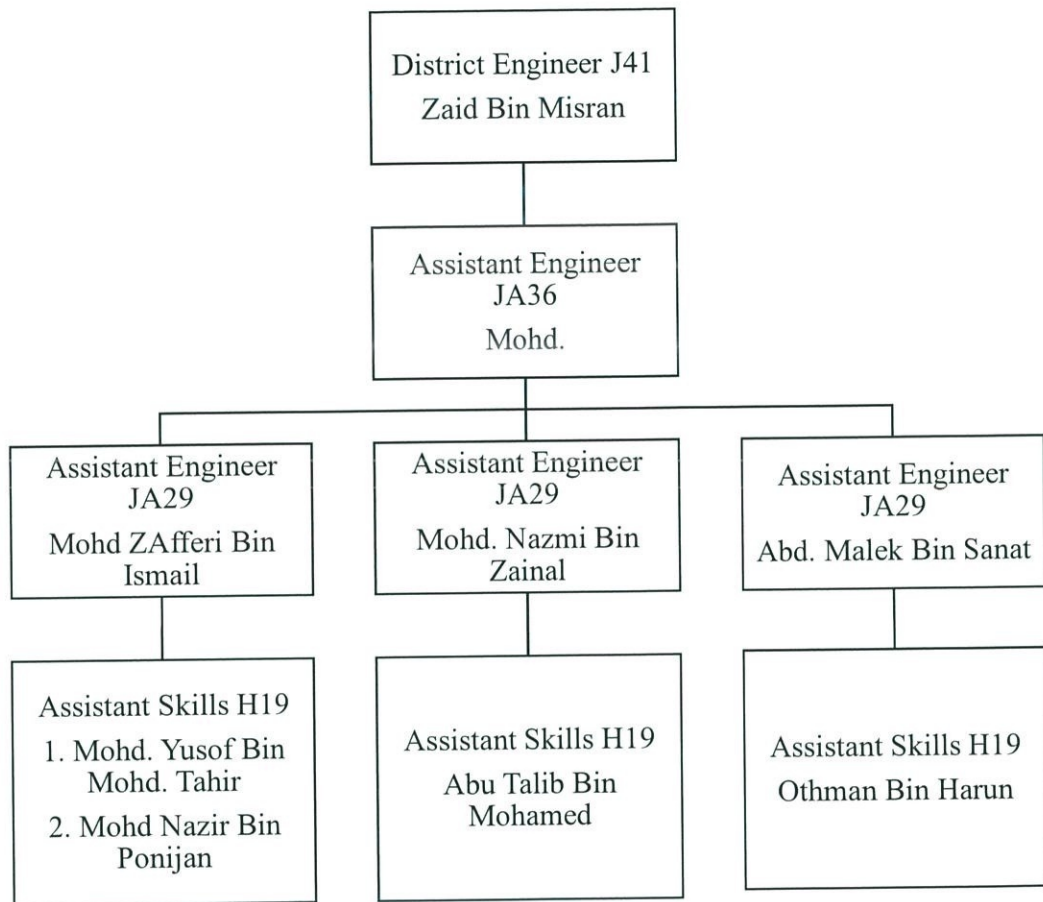 District Engineer J41
Zaid Bin Misran
Assistant Engineer
JA36
Mohd.
Assistant Engineer
JA29
Mohd ZAfferi Bin
Ismail
Assistant Engineer
JA29
Mohd. Nazmi Bin
Zainal
Assistant Engineer
JA29
Abd. Malek Bin Sanat
Assistant Skills H19
1. Mohd. Yusof Bin
Mohd. Tahir
2. Mohd Nazir Bin
Ponijan
Assistant Skills H19
Abu Talib Bin
Mohamed
Assistant Skills H19
Othman Bin Harun